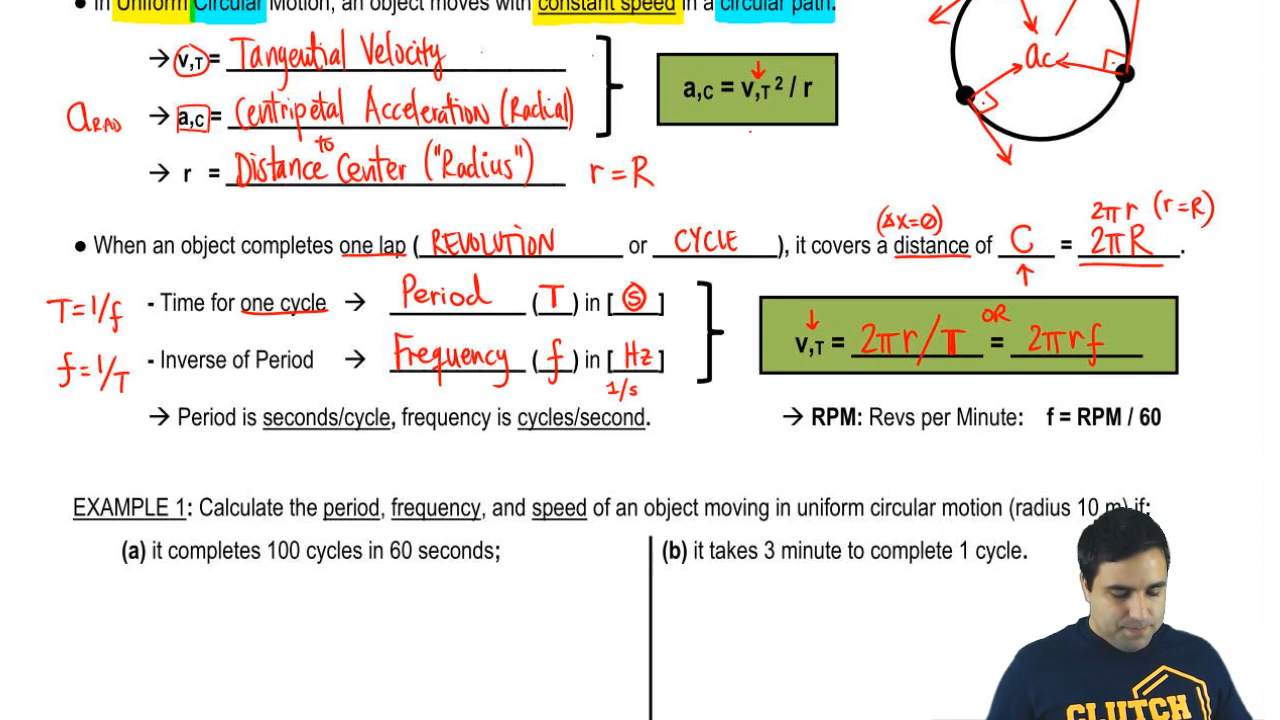 ● In Uniform Circular Motion, an object moves with constant speed in a circular path.
→ v,T = Tangential Velocity
aRAD → a,C = Centripetal Acceleration (Radial)
→ r = Distance to Center ("Radius") r = R
a,C = v,T ² / r
ac
● When an object completes one lap ( REVOLUTION or CYCLE ), it covers a distance of C = 2πR .
(Δx=0)
2πr (r=R)
T=1/f - Time for one cycle → Period ( T ) in [ s ]
f=1/T - Inverse of Period → Frequency ( f ) in [ Hz ]
1/s
v,T = 2πr/T = 2πrf
OR
→ Period is seconds/cycle, frequency is cycles/second.
→ RPM: Revs per Minute: f = RPM / 60
EXAMPLE 1: Calculate the period, frequency, and speed of an object moving in uniform circular motion (radius 10 m) if:
(a) it completes 100 cycles in 60 seconds;
(b) it takes 3 minute to complete 1 cycle.
CLUTCH